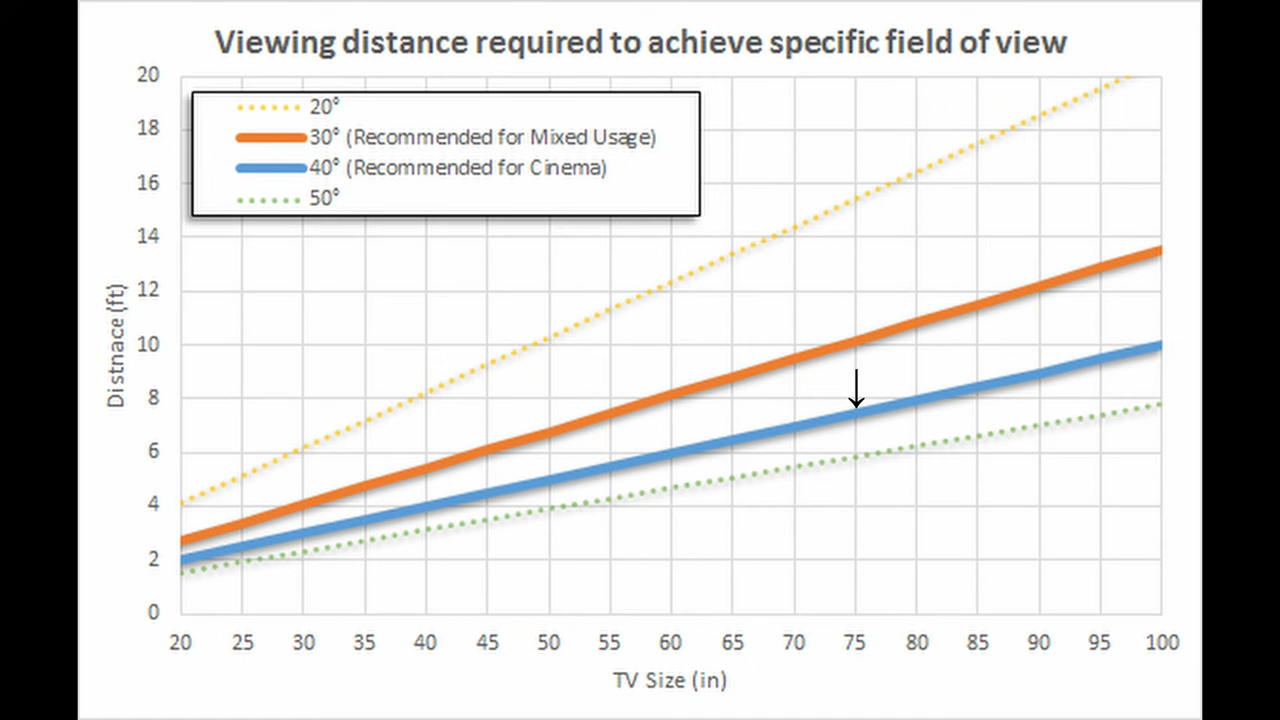 Viewing distance required to achieve specific field of view
20°
30° (Recommended for Mixed Usage)
40° (Recommended for Cinema)
50°
20
18
16
14
12
10
8
6
4
2
0
Distnace (ft)
20 25 30 35 40 45 50 55 60 65 70 75 80 85 90 95 100
TV Size (in)